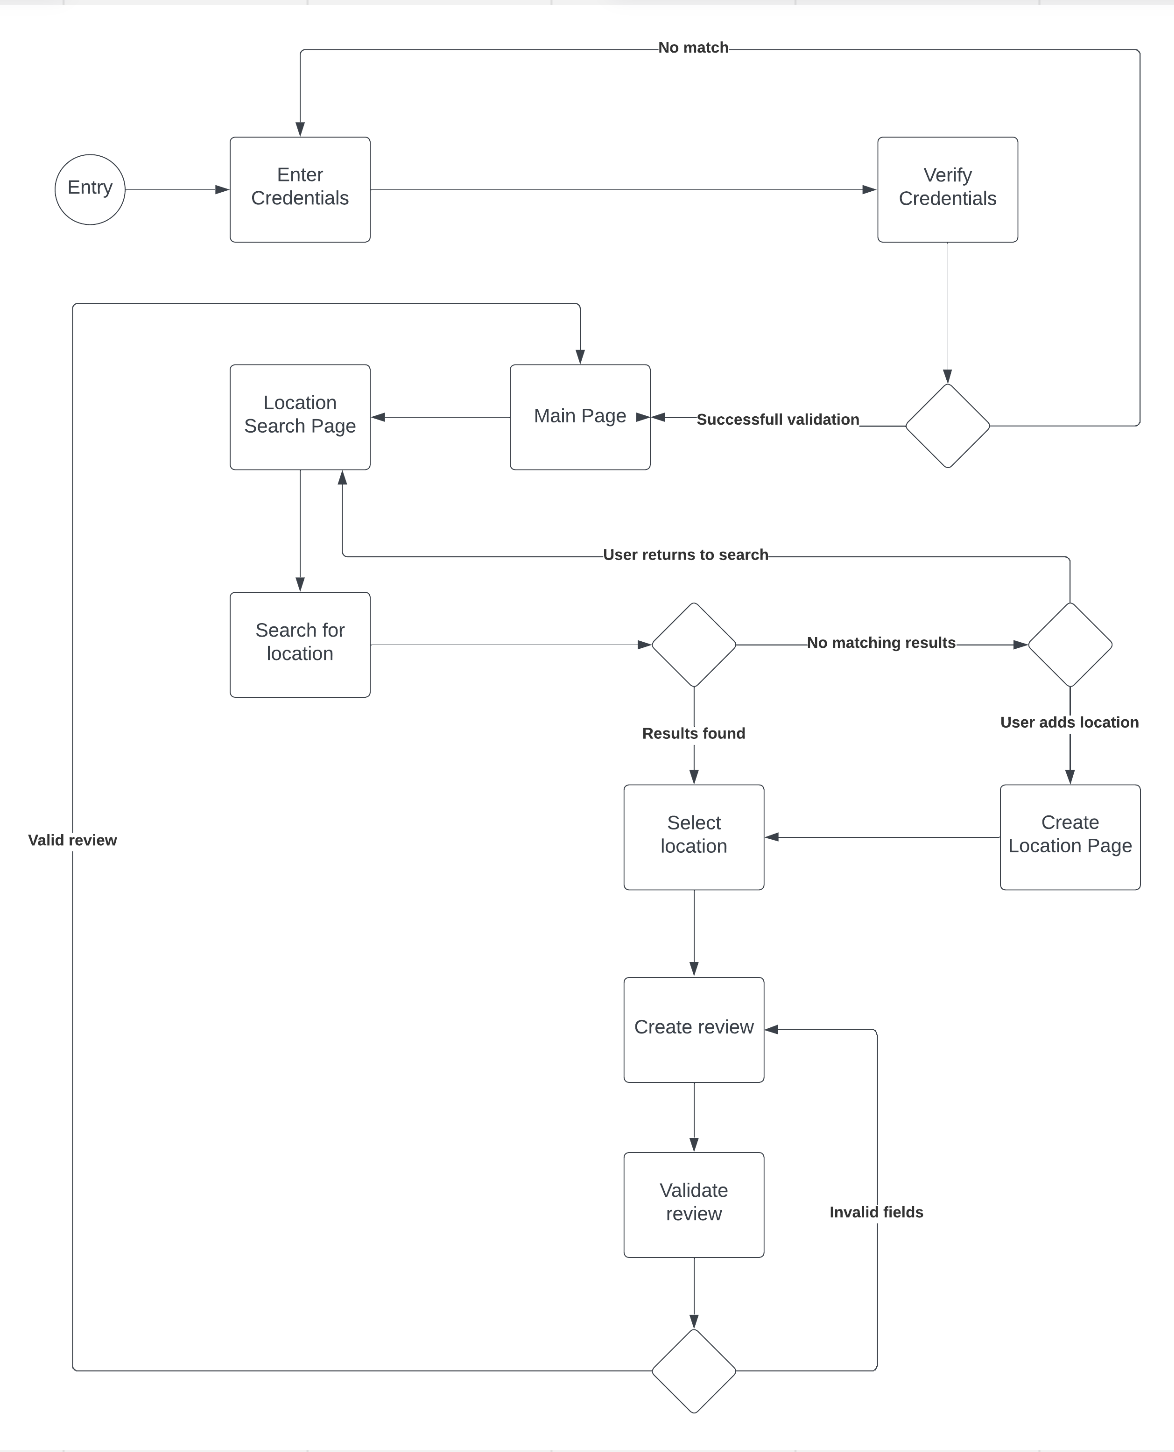 No match
Entry
Enter
Credentials
Verify
Credentials
Location
Search Page
Main Page
Successfull validation
User returns to search
Search for
location
No matching results
Results found
User adds location
Select
location
Create
Location Page
Valid review
Create review
Validate
review
Invalid fields